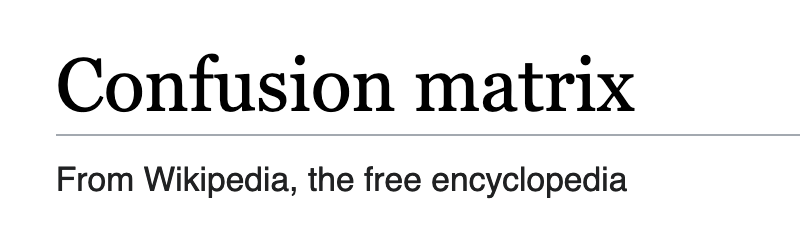 Confusion matrix
From Wikipedia, the free encyclopedia